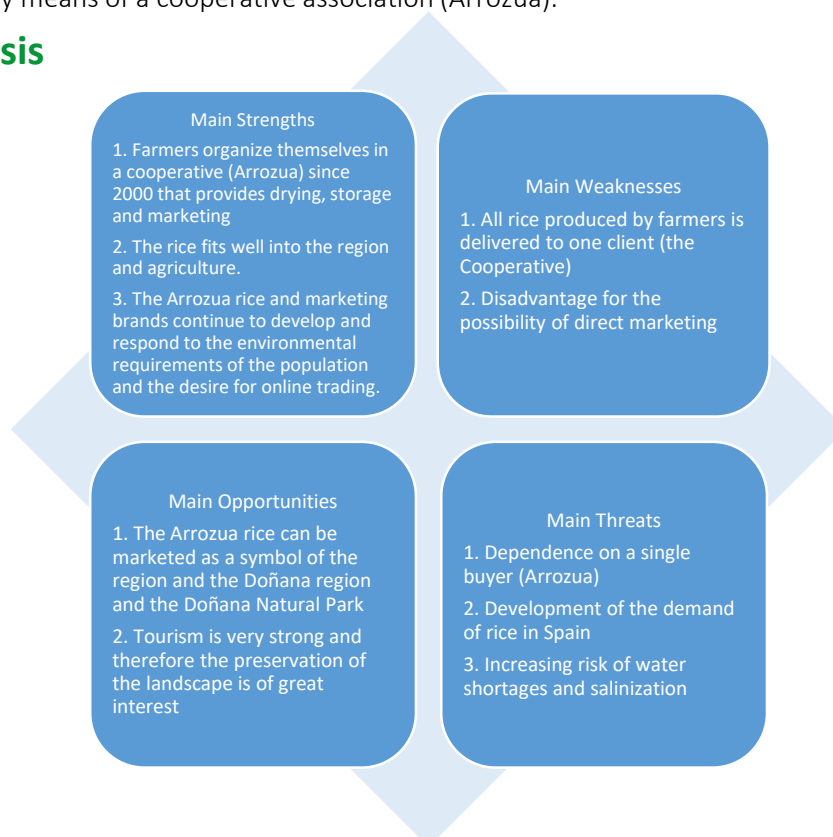 y means of a cooperative association (Arrozua).
sis
Main Strengths
1. Farmers organize themselves in
a cooperative (Arrozua) since
2000 that provides drying, storage
and marketing
2. The rice fits well into the region
and agriculture.
3. The Arrozua rice and marketing
brands continue to develop and
respond to the environmental
requirements of the population
and the desire for online trading.
Main Weaknesses
1. All rice produced by farmers is
delivered to one client (the
Cooperative)
2. Disadvantage for the
possibility of direct marketing
Main Opportunities
1. The Arrozua rice can be
marketed as a symbol of the
region and the Doñana region
and the Doñana Natural Park
2. Tourism is very strong and
therefore the preservation of
the landscape is of great
interest
Main Threats
1. Dependence on a single
buyer (Arrozua)
2. Development of the demand
of rice in Spain
3. Increasing risk of water
shortages and salinization